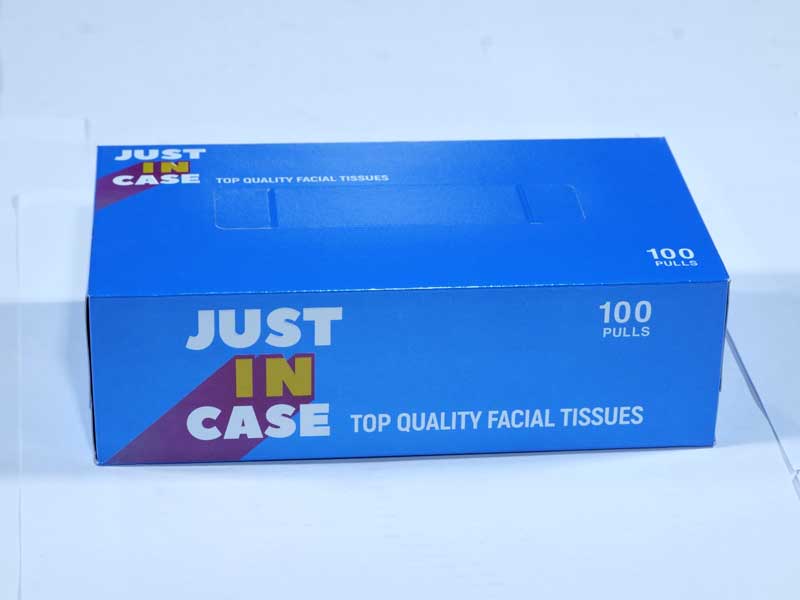 JUST
IN
CASE
TOP QUALITY FACIAL TISSUES
100
PULLS
JUST
IN
CASE
TOP QUALITY FACIAL TISSUES
100
PULLS